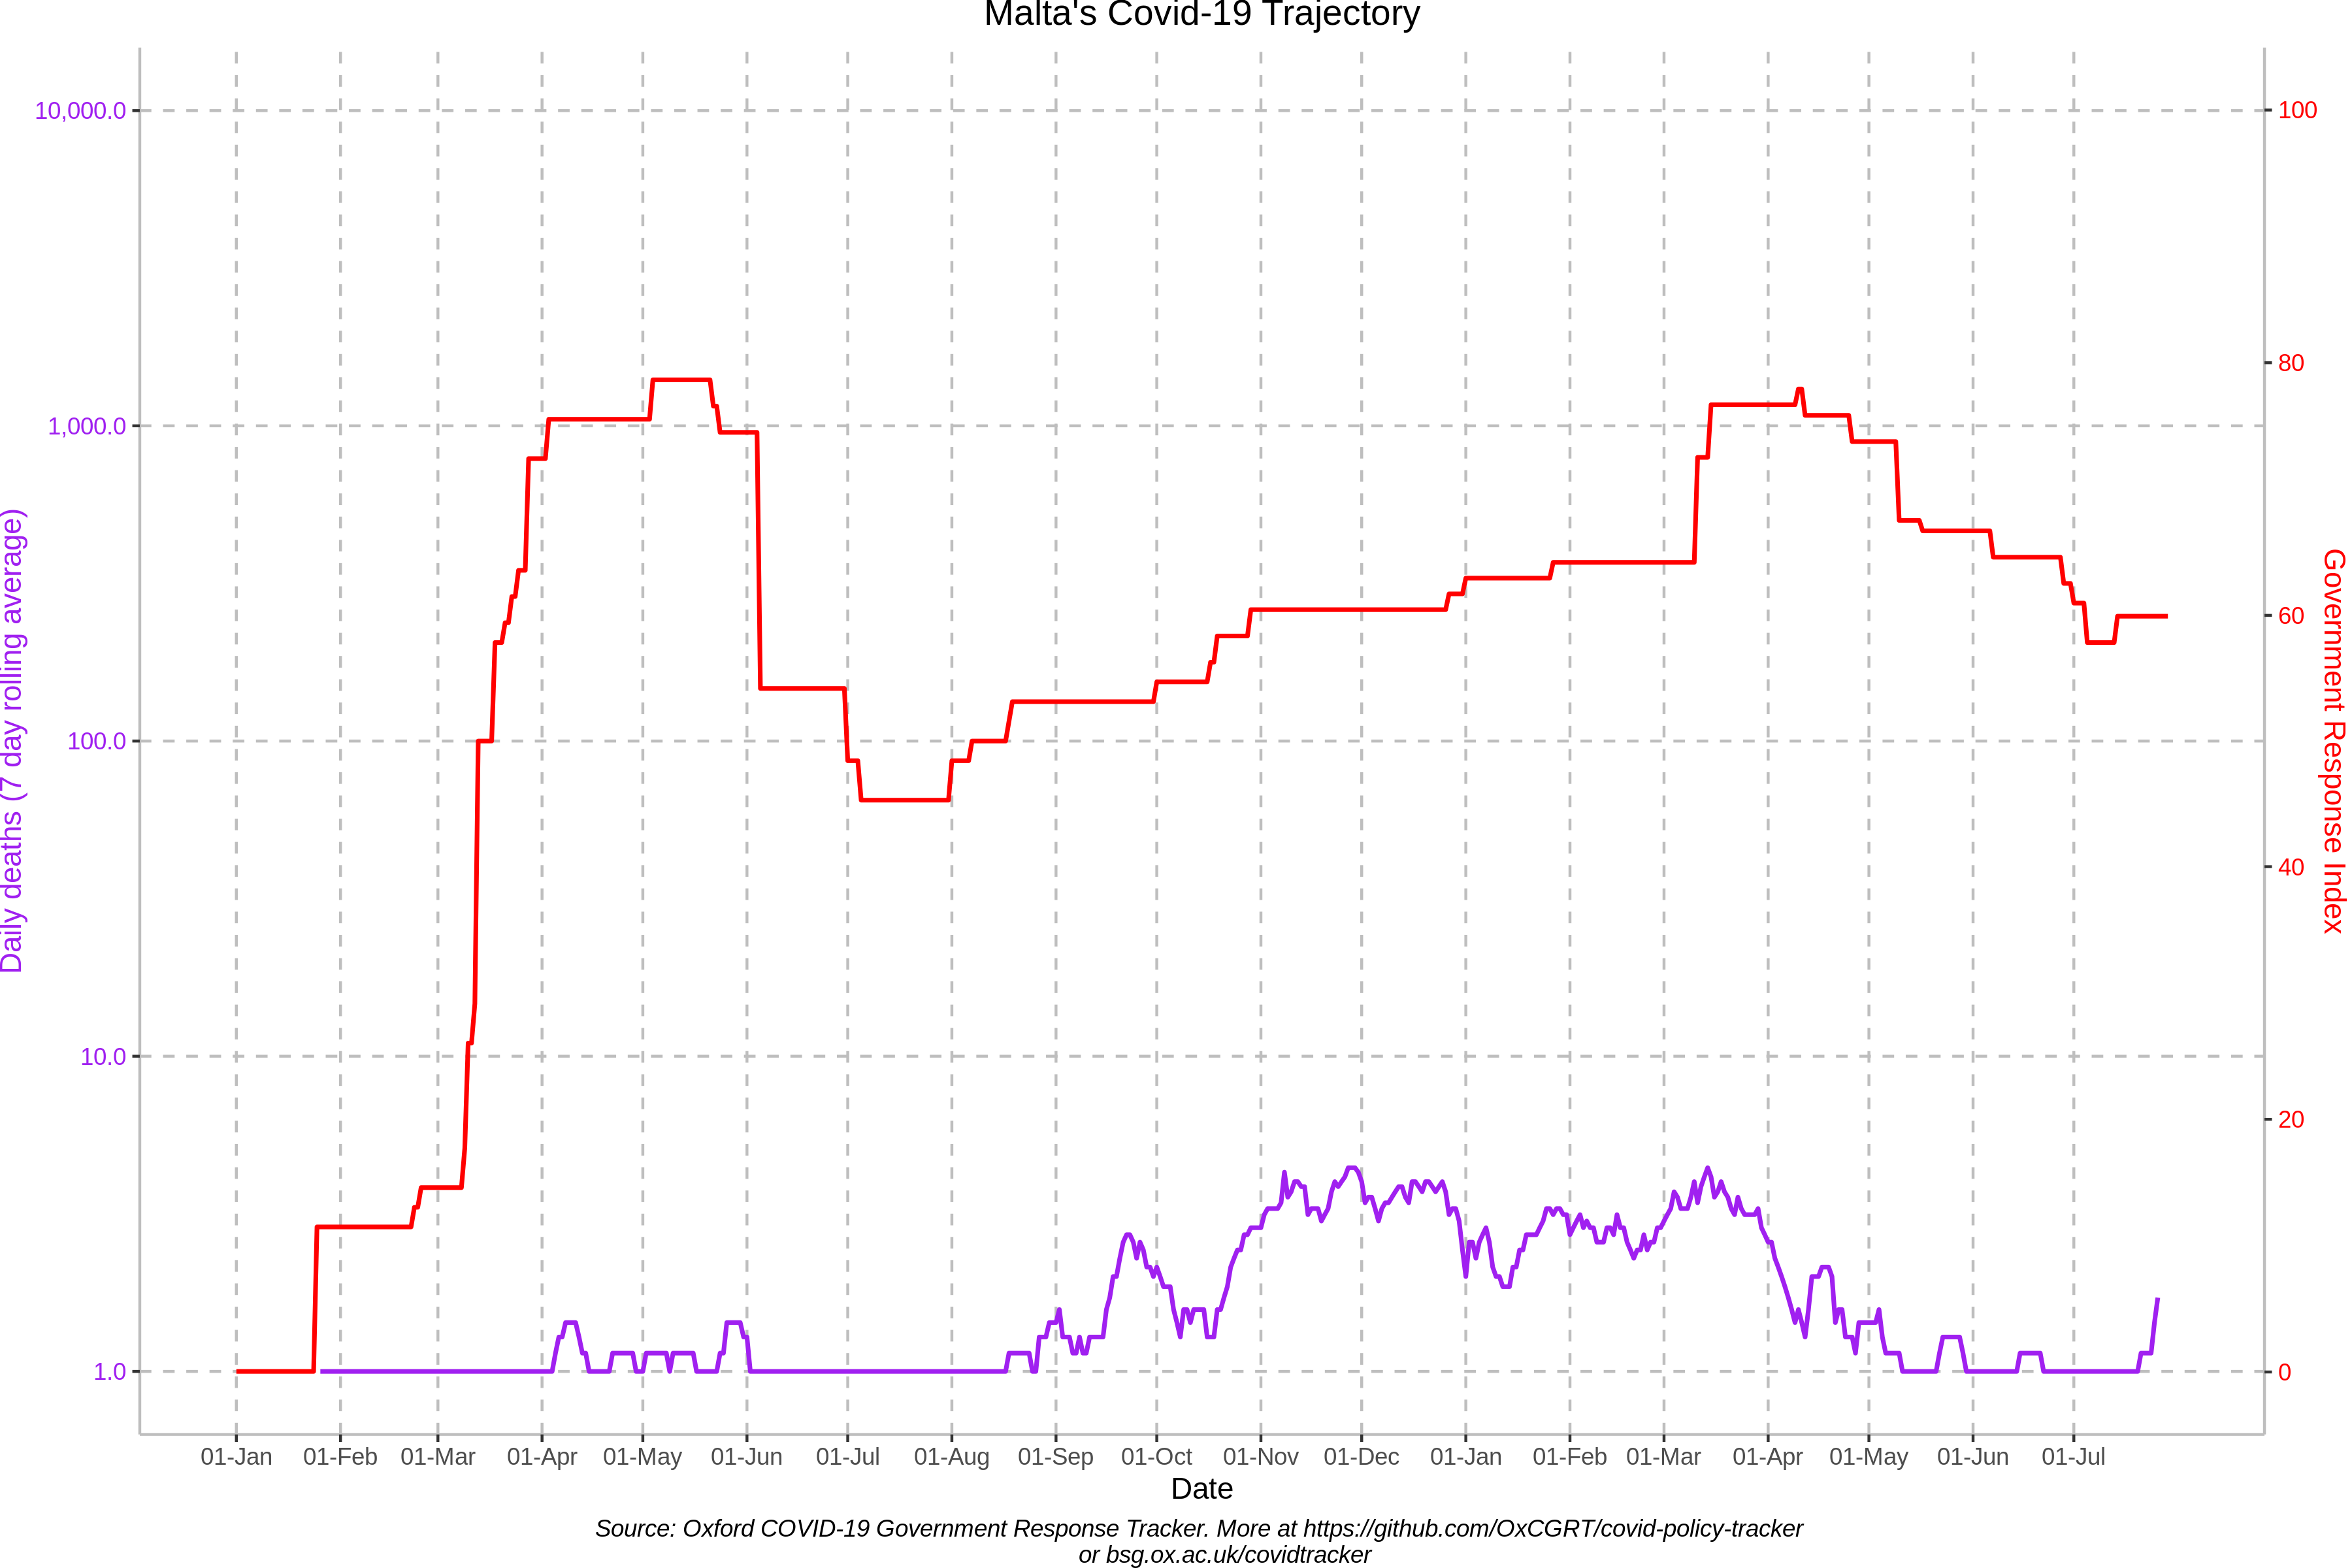 Malta's Covid-19 Trajectory
10,000.0
1,000.0
100.0
10.0
1.0
Daily deaths (7 day rolling average)
100
80
60
40
20
0
Government Response Index
01-Jan 01-Feb 01-Mar 01-Apr 01-May 01-Jun 01-Jul 01-Aug 01-Sep 01-Oct 01-Nov 01-Dec 01-Jan 01-Feb 01-Mar 01-Apr 01-May 01-Jun 01-Jul
Date
Source: Oxford COVID-19 Government Response Tracker. More at https://github.com/OxCGRT/covid-policy-tracker
or bsg.ox.ac.uk/covidtracker